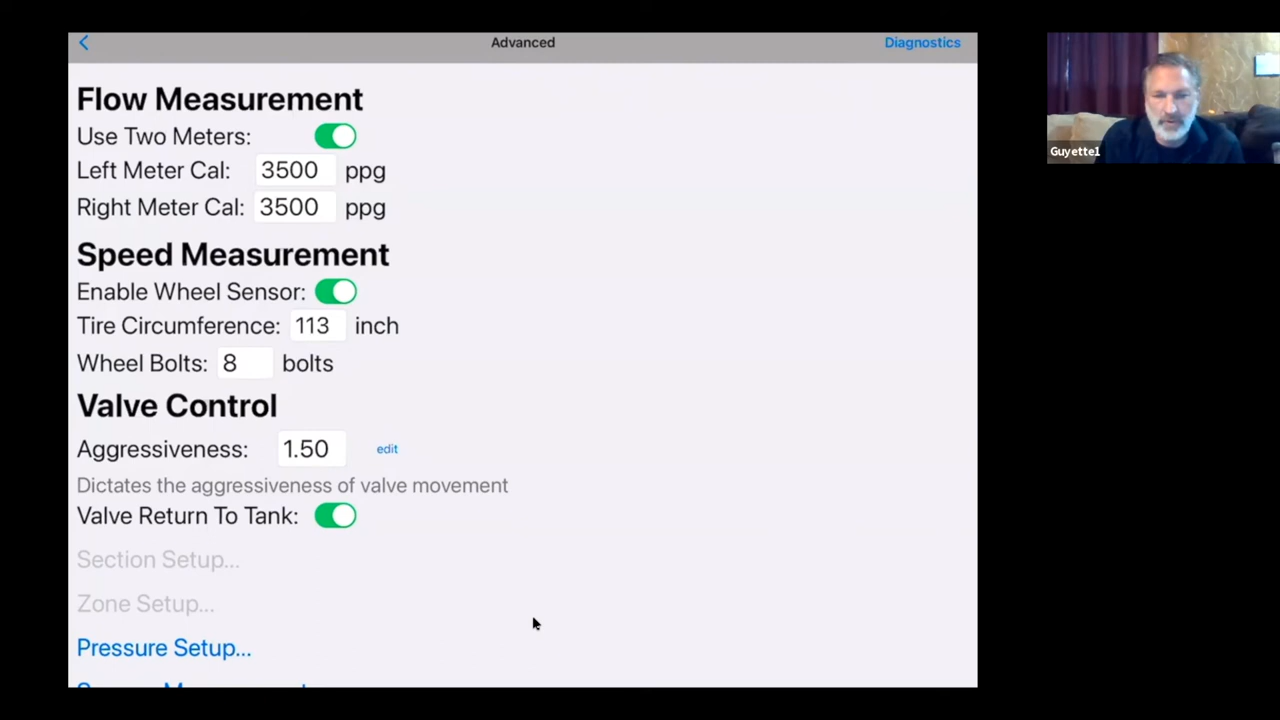 Advanced
Diagnostics
Flow Measurement
Use Two Meters:
Left Meter Cal: 3500 ppg
Right Meter Cal: 3500 ppg
Speed Measurement
Enable Wheel Sensor:
Tire Circumference: 113 inch
Wheel Bolts: 8 bolts
Valve Control
Aggressiveness: 1.50 edit
Dictates the aggressiveness of valve movement
Valve Return To Tank:
Section Setup...
Zone Setup...
Pressure Setup...
Guyette1